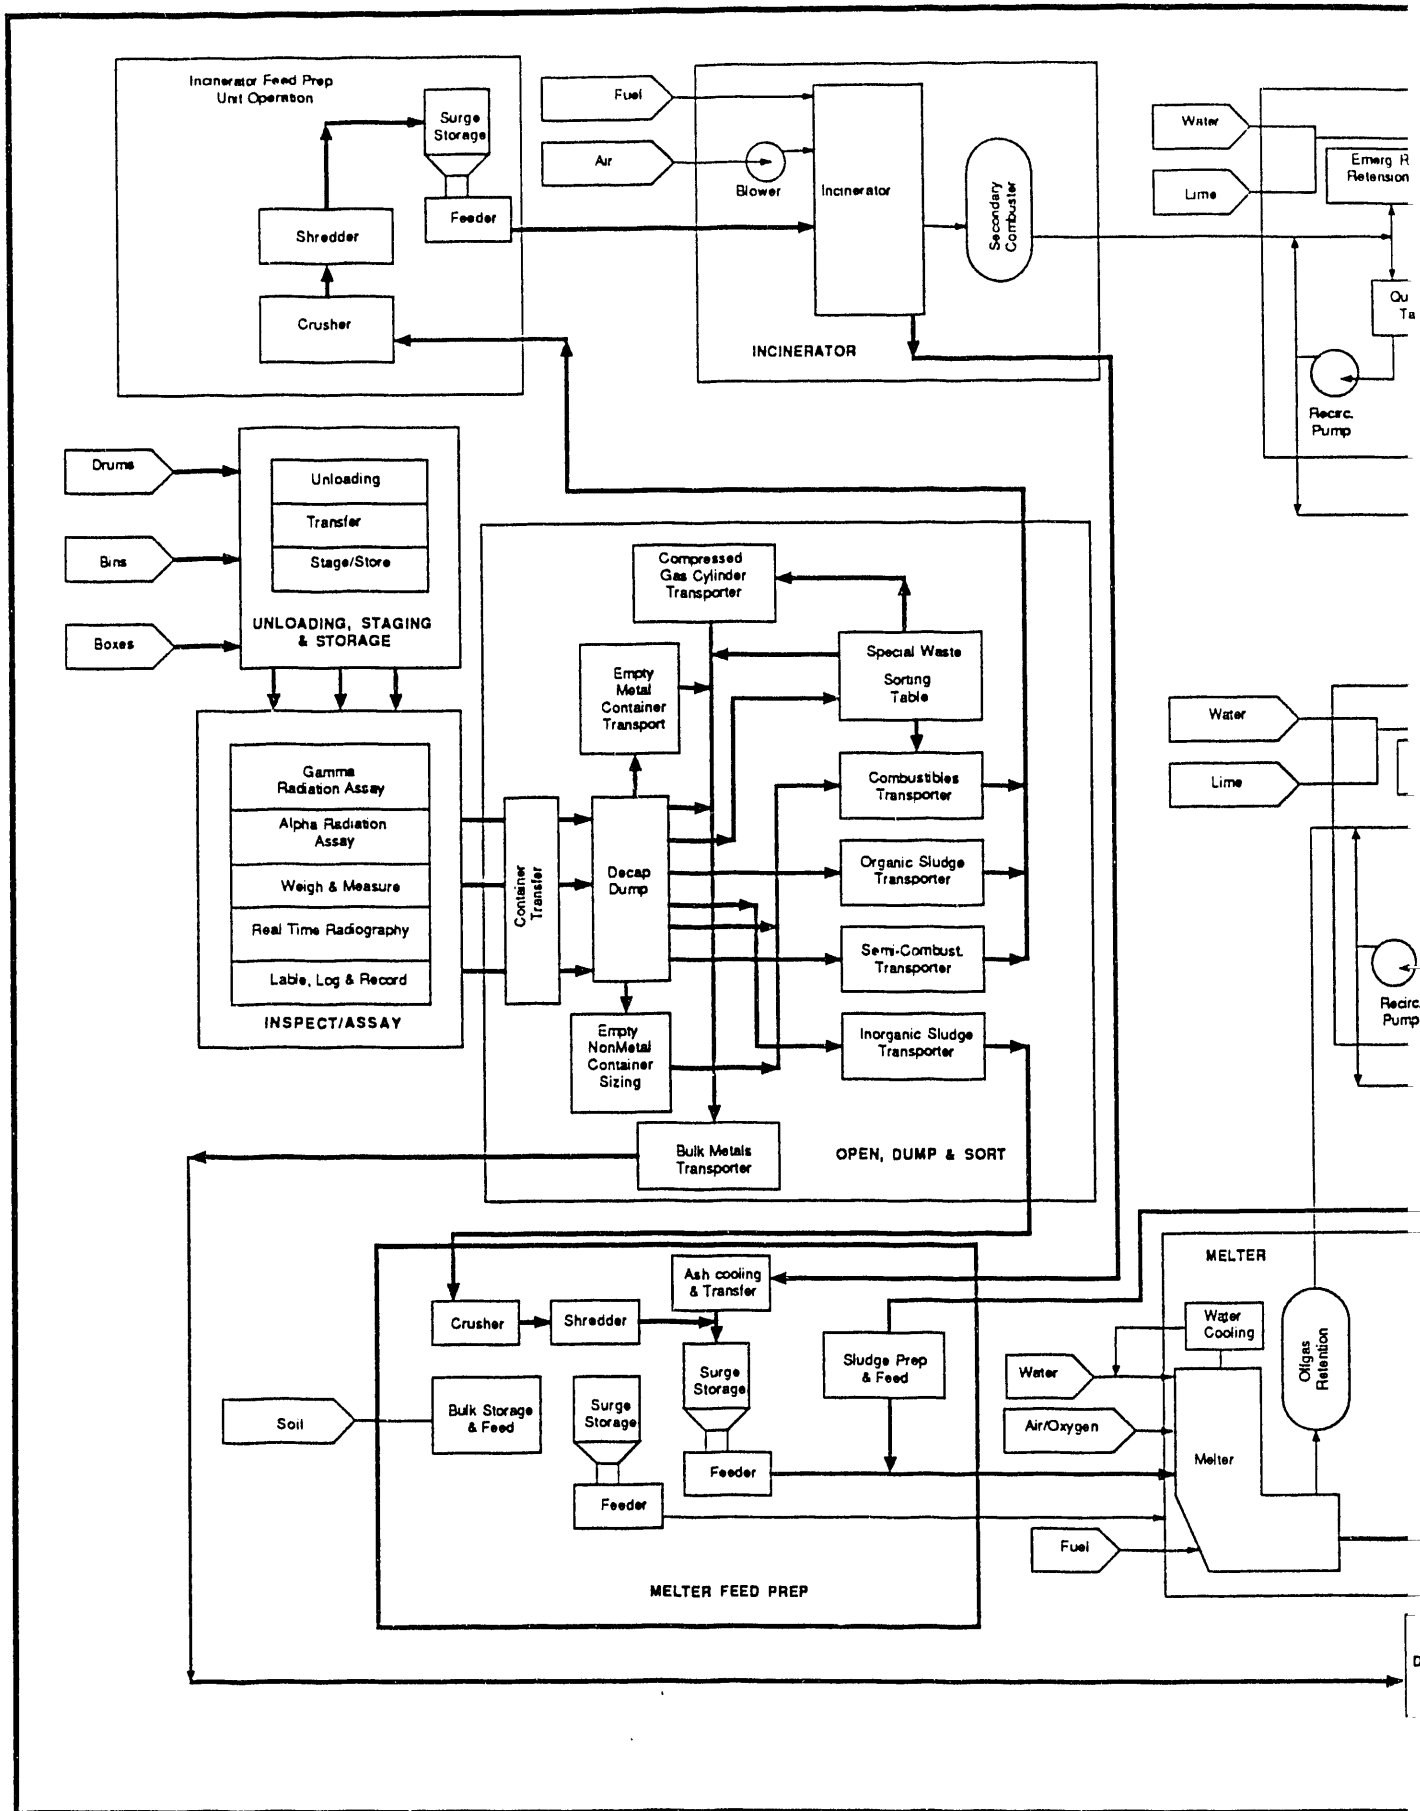 Incinerator Feed Prep
Unit Operation
Surge
Storage
Feeder
Shredder
Crusher
Fuel
Air
Blower
Incinerator
Secondary
Combuster
INCINERATOR
Water
Lime
Emerg R
Retension
Qu
Ta
Recirc.
Pump
Drums
Bins
Boxes
Unloading
Transfer
Stage/Store
UNLOADING, STAGING
& STORAGE
Gamma
Radiation Assay
Alpha Radiation
Assay
Weigh & Measure
Real Time Radiography
Lable, Log & Record
INSPECT/ASSAY
Container
Transfer
Compressed
Gas Cylinder
Transporter
Empty
Metal
Container
Transport
Special Waste
Sorting
Table
Decap
Dump
Combustibles
Transporter
Organic Sludge
Transporter
Semi-Combust.
Transporter
Inorganic Sludge
Transporter
Empty
NonMetal
Container
Sizing
Bulk Metals
Transporter
OPEN, DUMP & SORT
Water
Lime
Recirc.
Pump
Ash cooling
& Transfer
Crusher
Shredder
Surge
Storage
Feeder
Sludge Prep
& Feed
Soil
Bulk Storage
& Feed
Surge
Storage
Feeder
MELTER FEED PREP
MELTER
Water
Cooling
Offgas
Retention
Water
Air/Oxygen
Melter
Fuel
D